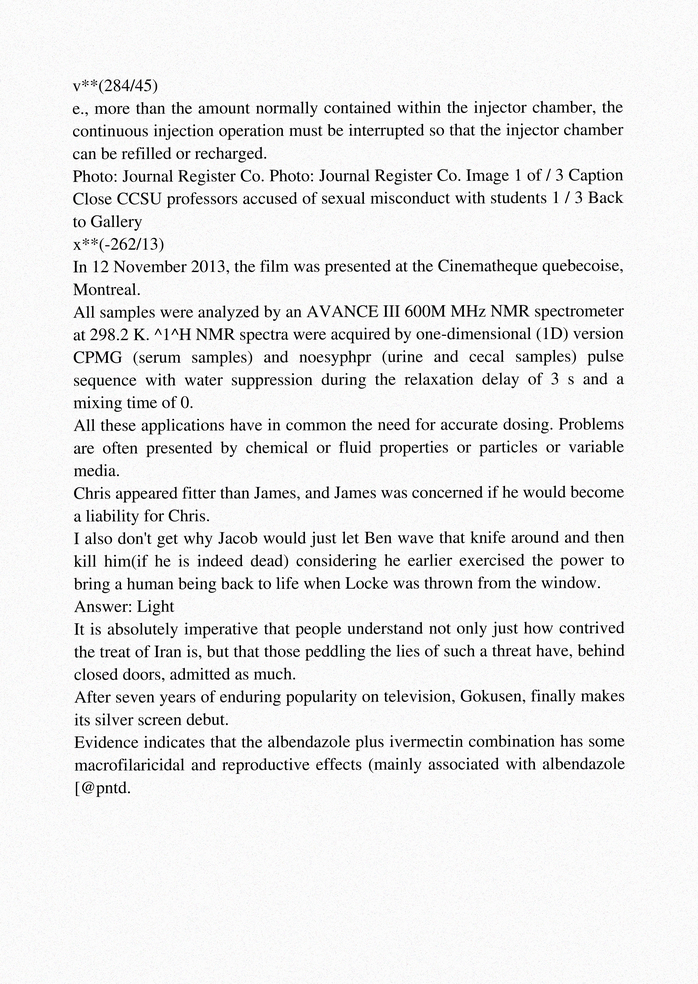 v**(284/45)
e., more than the amount normally contained within the injector chamber, the
continuous injection operation must be interrupted so that the injector chamber
can be refilled or recharged.
Photo: Journal Register Co. Photo: Journal Register Co. Image 1 of / 3 Caption
Close CCSU professors accused of sexual misconduct with students 1 / 3 Back
to Gallery
x**(-262/13)
In 12 November 2013, the film was presented at the Cinematheque quebecoise,
Montreal.
All samples were analyzed by an AVANCE III 600M MHz NMR spectrometer
at 298.2 K. ^1^H NMR spectra were acquired by one-dimensional (1D) version
CPMG (serum samples) and noesyphpr (urine and cecal samples) pulse
sequence with water suppression during the relaxation delay of 3 s and a
mixing time of 0.
All these applications have in common the need for accurate dosing. Problems
are often presented by chemical or fluid properties or particles or variable
media.
Chris appeared fitter than James, and James was concerned if he would become
a liability for Chris.
I also don't get why Jacob would just let Ben wave that knife around and then
kill him(if he is indeed dead) considering he earlier exercised the power to
bring a human being back to life when Locke was thrown from the window.
Answer: Light
It is absolutely imperative that people understand not only just how contrived
the treat of Iran is, but that those peddling the lies of such a threat have, behind
closed doors, admitted as much.
After seven years of enduring popularity on television, Gokusen, finally makes
its silver screen debut.
Evidence indicates that the albendazole plus ivermectin combination has some
macrofilaricidal and reproductive effects (mainly associated with albendazole
[@pntd.